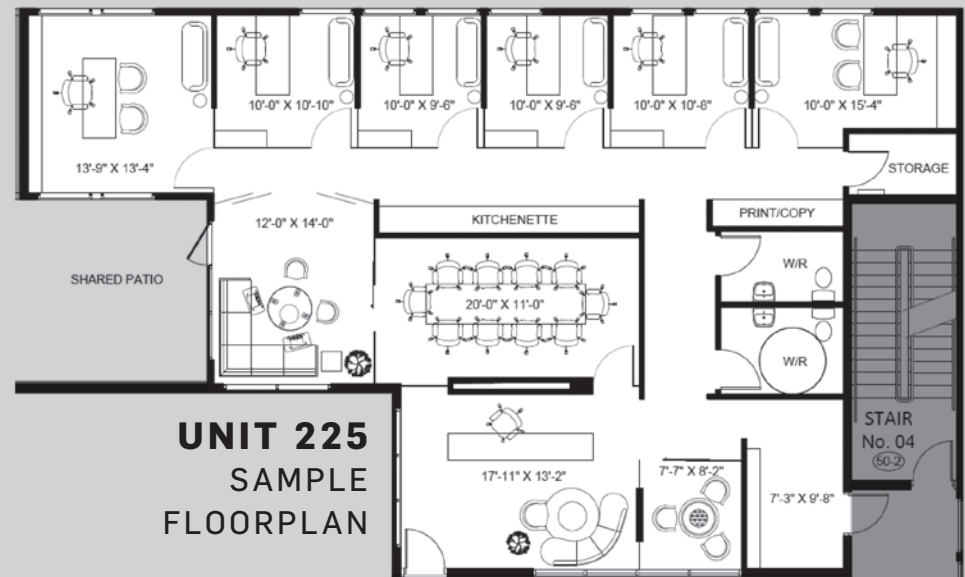 10'-0" X 10'-10"
10'-0" X 9'-6"
10'-0" X 9'-6"
10'-0" X 10'-8"
10'-0" X 15'-4"
13'-9" X 13'-4"
STORAGE
12'-0" X 14'-0"
KITCHENETTE
PRINT/COPY
SHARED PATIO
W/R
20'-0" X 11'-0"
W/R
STAIR
No. 04
50-2
UNIT 225
SAMPLE
FLOORPLAN
17'-11" X 13'-2"
7'-7" X 8'-2"
7'-3" X 9'-8"